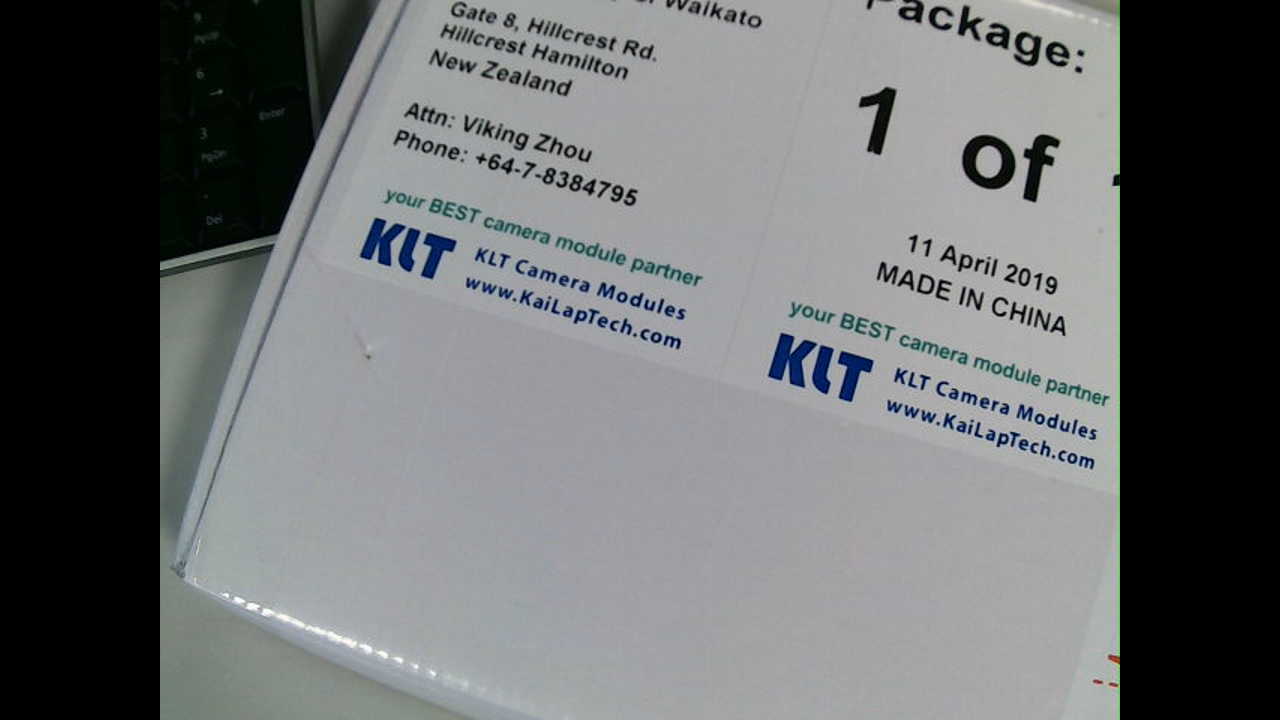 Waikato
Gate 8, Hillcrest Rd.
Hillcrest Hamilton
New Zealand
Attn: Viking Zhou
Phone: +64-7-8384795
your BEST camera module partner
KLT
KLT Camera Modules
www.KaiLapTech.com
Package:
1 of
11 April 2019
MADE IN CHINA
your BEST camera module partner
KLT
KLT Camera Modules
www.KaiLapTech.com
9
PgUp
6
→
Enter
3
PgDn
.
Del